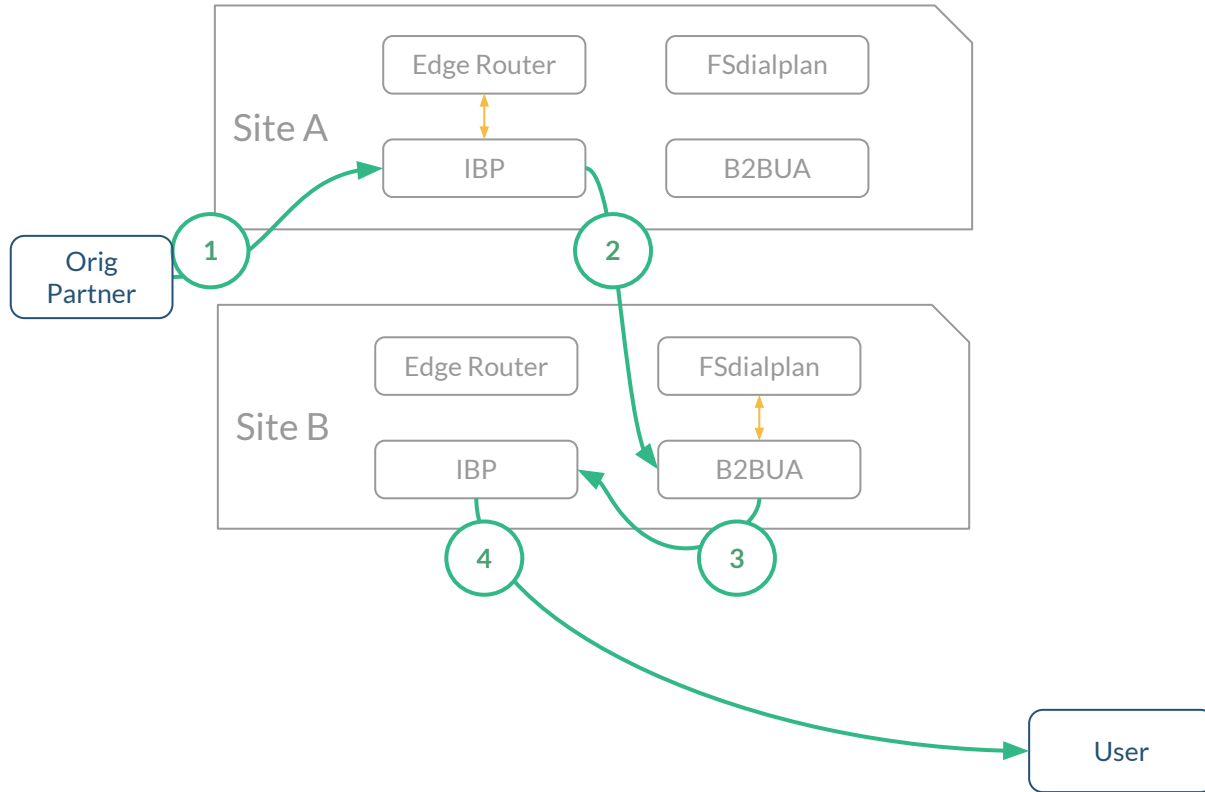 Edge Router
FSdialplan
Site A
IBP
B2BUA
1
2
Orig
Partner
Edge Router
FSdialplan
Site B
IBP
B2BUA
4
3
User